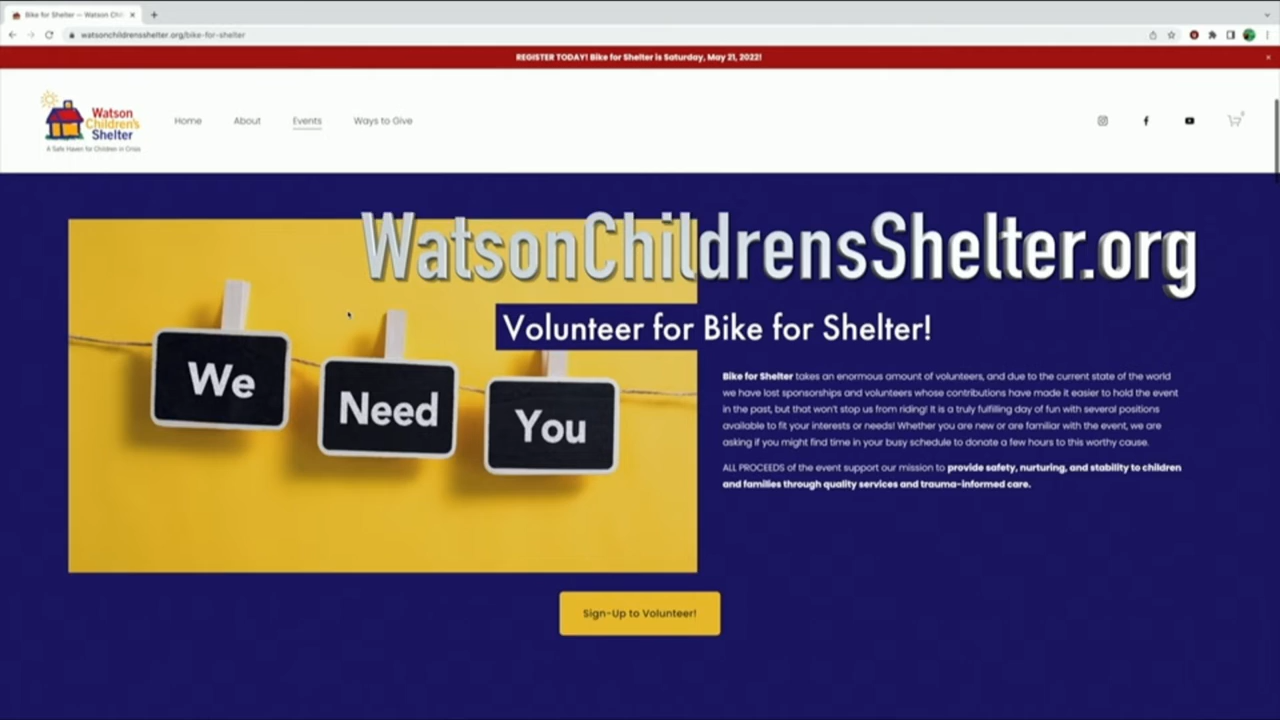 Bike for Shelter — Watson Chi
watsonchildrensshelter.org/bike-for-shelter
REGISTER TODAY! Bike for Shelter is Saturday, May 21, 2022!
Watson
Children's
Shelter
A Safe Haven for Children in Crisis
Home About Events Ways to Give
0
WatsonChildrensShelter.org
Volunteer for Bike for Shelter!
We
Need
You
Bike for Shelter takes an enormous amount of volunteers, and due to the current state of the world
we have lost sponsorships and volunteers whose contributions have made it easier to hold the event
in the past, but that won't stop us from riding! It is a truly fulfilling day of fun with several positions
available to fit your interests or needs! Whether you are new or are familiar with the event, we are
asking if you might find time in your busy schedule to donate a few hours to this worthy cause.
ALL PROCEEDS of the event support our mission to provide safety, nurturing, and stability to children
and families through quality services and trauma-informed care.
Sign-Up to Volunteer!